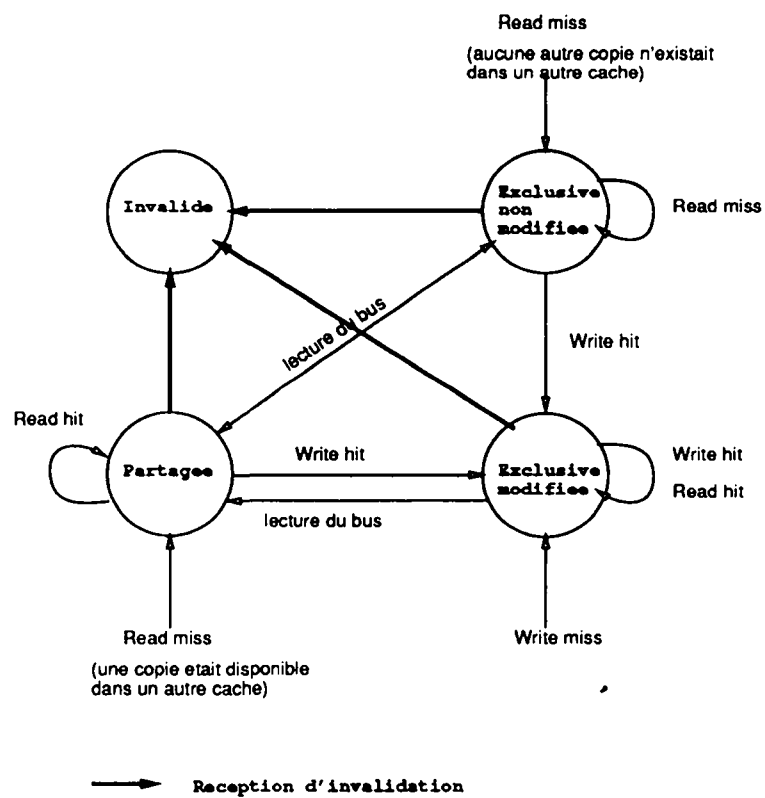 Read miss
(aucune autre copie n'existait
dans un autre cache)
Invalide
Exclusive
non
modifiee
Read miss
lecture du bus
Write hit
Read hit
Partagee
Write hit
Exclusive
modifiee
Write hit
Read hit
lecture du bus
Read miss
(une copie etait disponible
dans un autre cache)
Write miss
Reception d'invalidation